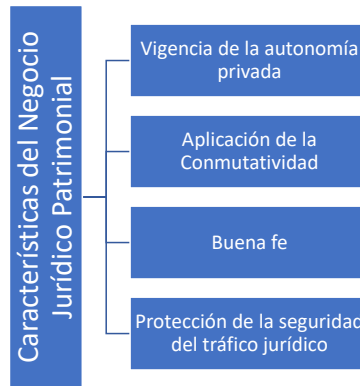 Características del Negocio
Jurídico Patrimonial
Vigencia de la autonomía
privada
Aplicación de la
Conmutatividad
Buena fe
Protección de la seguridad
del tráfico jurídico